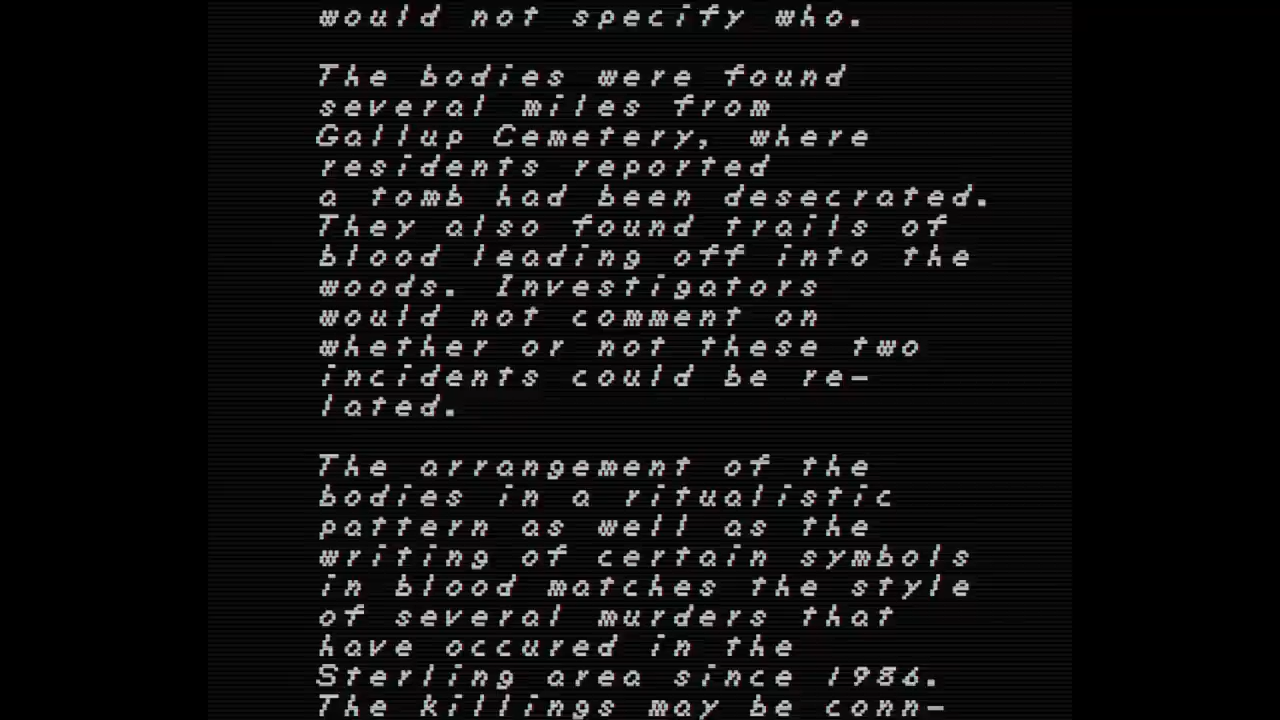 would not specify who.
The bodies were found
several miles from
Gallup Cemetery, where
residents reported
a tomb had been desecrated.
They also found trails of
blood leading off into the
woods. Investigators
would not comment on
whether or not these two
incidents could be re-
lated.
The arrangement of the
bodies in a ritualistic
pattern as well as the
writing of certain symbols
in blood matches the style
of several murders that
have occured in the
Sterling area since 1986.
The killings may be conn-